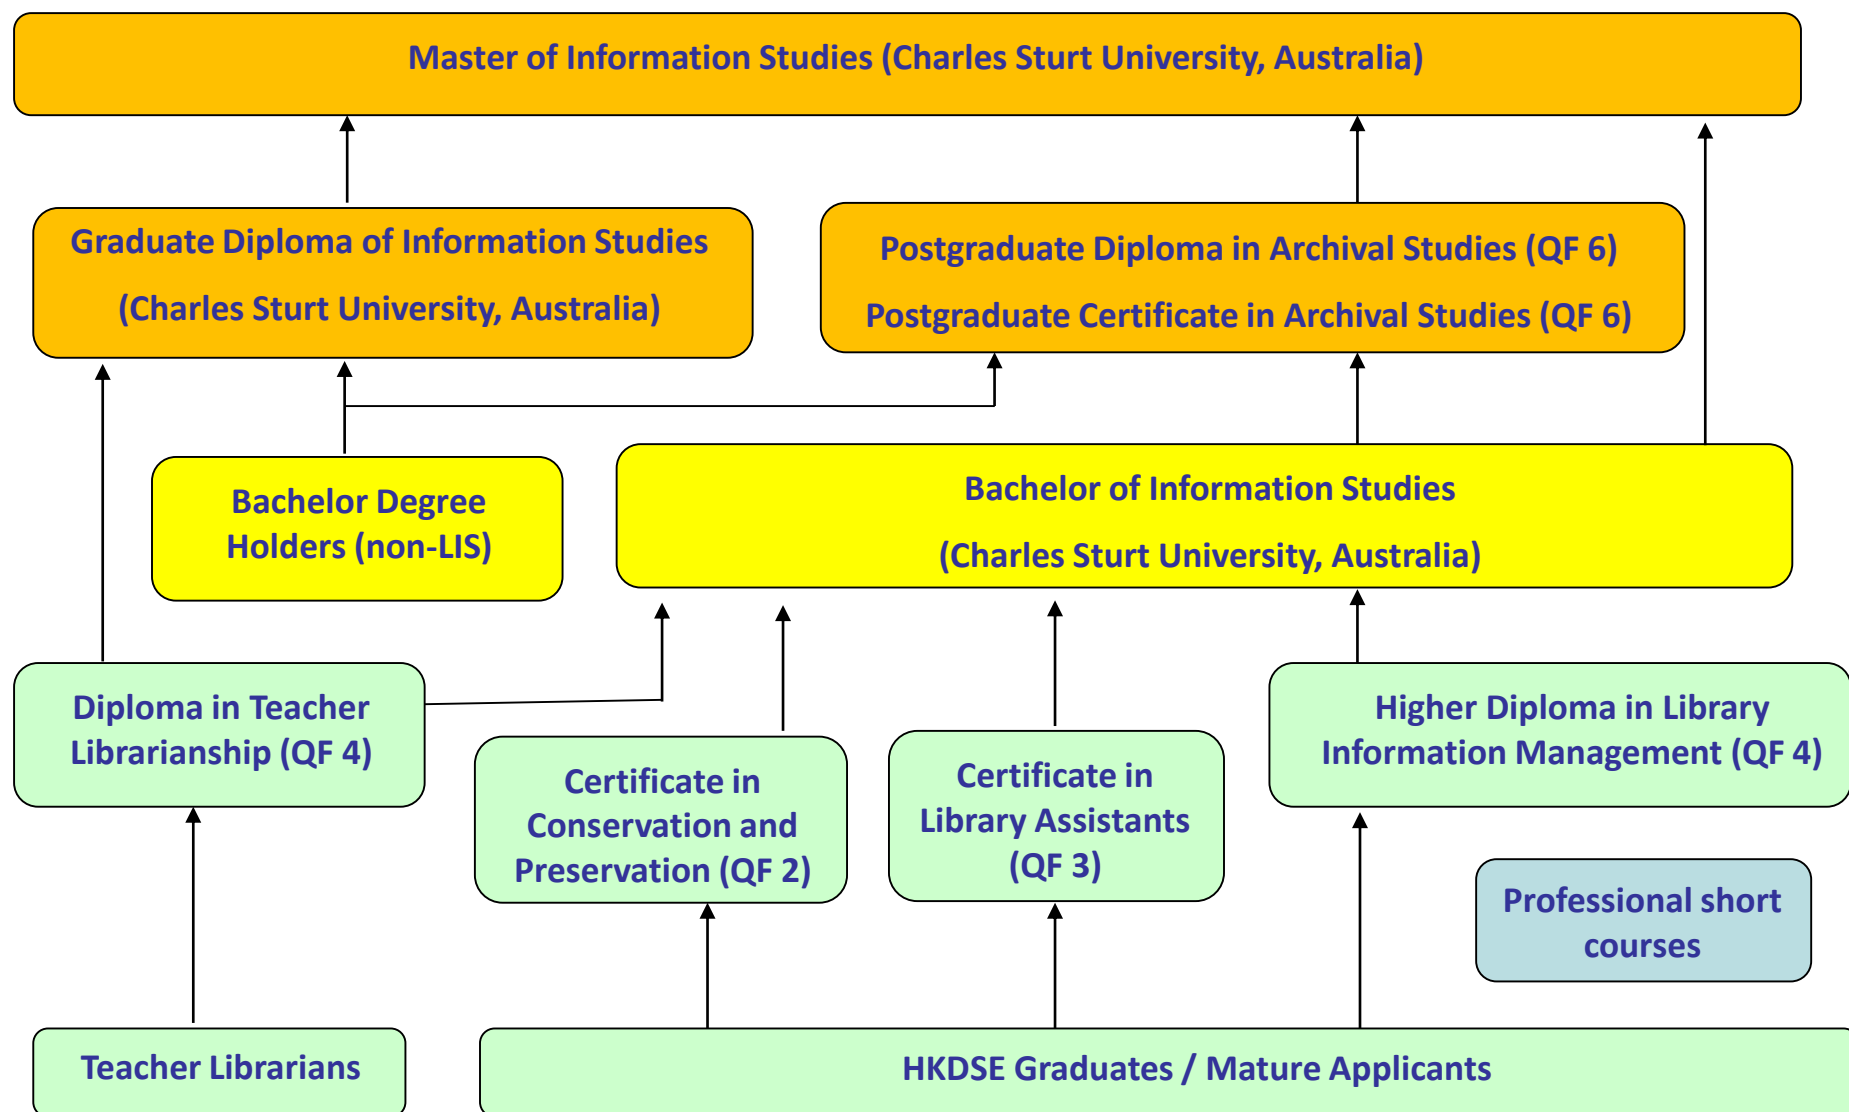 Master of Information Studies (Charles Sturt University, Australia)
Graduate Diploma of Information Studies
(Charles Sturt University, Australia)
Postgraduate Diploma in Archival Studies (QF 6)
Postgraduate Certificate in Archival Studies (QF 6)
Bachelor Degree
Holders (non-LIS)
Bachelor of Information Studies
(Charles Sturt University, Australia)
Diploma in Teacher
Librarianship (QF 4)
Certificate in
Conservation and
Preservation (QF 2)
Certificate in
Library Assistants
(QF 3)
Higher Diploma in Library
Information Management (QF 4)
Professional short
courses
Teacher Librarians
HKDSE Graduates / Mature Applicants